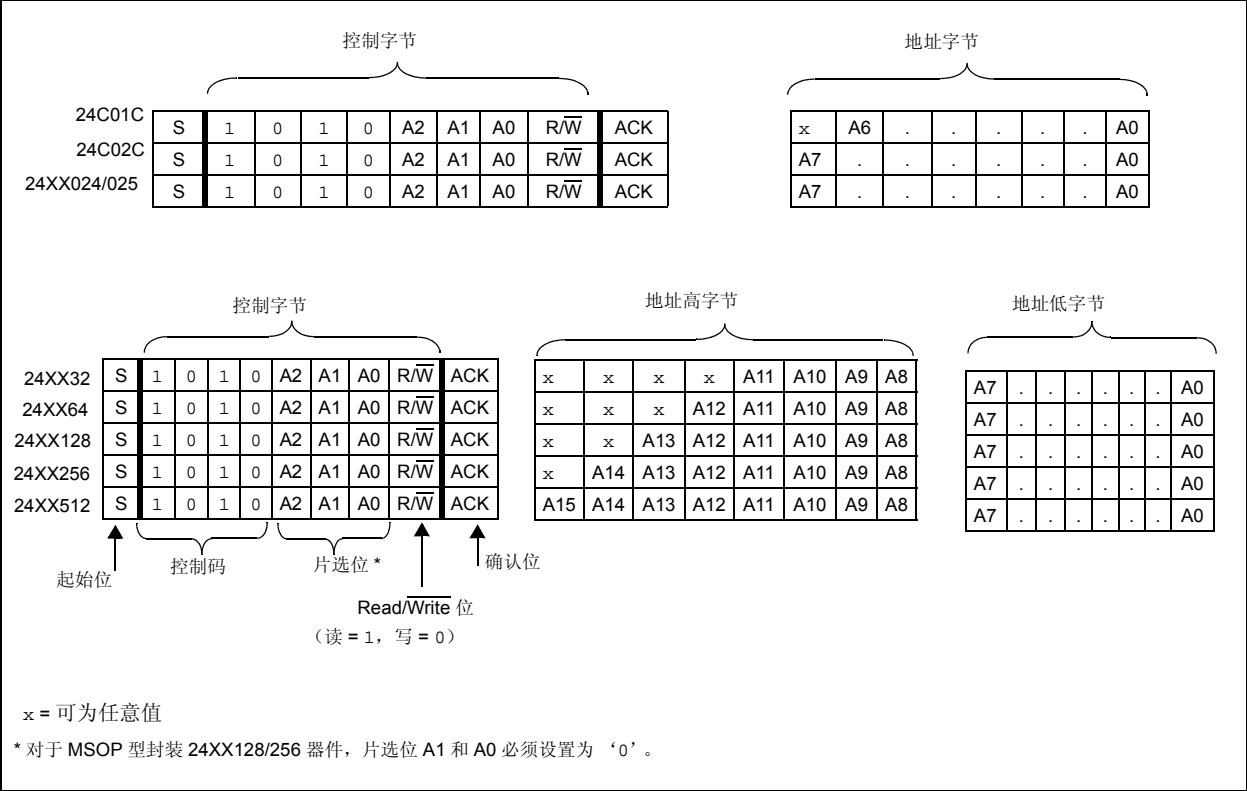 控制字节 地址字节
24C01C S 1 0 1 0 A2 A1 A0 R/W̅ ACK x A6 . . . . . A0
24C02C S 1 0 1 0 A2 A1 A0 R/W̅ ACK A7 . . . . . . A0
24XX024/025 S 1 0 1 0 A2 A1 A0 R/W̅ ACK A7 . . . . . . A0
控制字节 地址高字节 地址低字节
24XX32 S 1 0 1 0 A2 A1 A0 R/W̅ ACK x x x x A11 A10 A9 A8 A7 . . . . . . A0
24XX64 S 1 0 1 0 A2 A1 A0 R/W̅ ACK x x x A12 A11 A10 A9 A8 A7 . . . . . . A0
24XX128 S 1 0 1 0 A2 A1 A0 R/W̅ ACK x x A13 A12 A11 A10 A9 A8 A7 . . . . . . A0
24XX256 S 1 0 1 0 A2 A1 A0 R/W̅ ACK x A14 A13 A12 A11 A10 A9 A8 A7 . . . . . . A0
24XX512 S 1 0 1 0 A2 A1 A0 R/W̅ ACK A15 A14 A13 A12 A11 A10 A9 A8 A7 . . . . . . A0
起始位 控制码 片选位 * 确认位
Read/W̅r̅i̅t̅e̅ 位
（读 = 1，写 = 0）
x = 可为任意值
* 对于 MSOP 型封装 24XX128/256 器件，片选位 A1 和 A0 必须设置为 ‘0’。